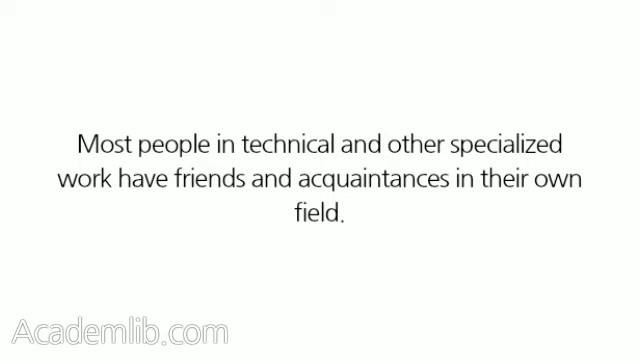 Most people in technical and other specialized
work have friends and acquaintances in their own
field.
Academlib.com